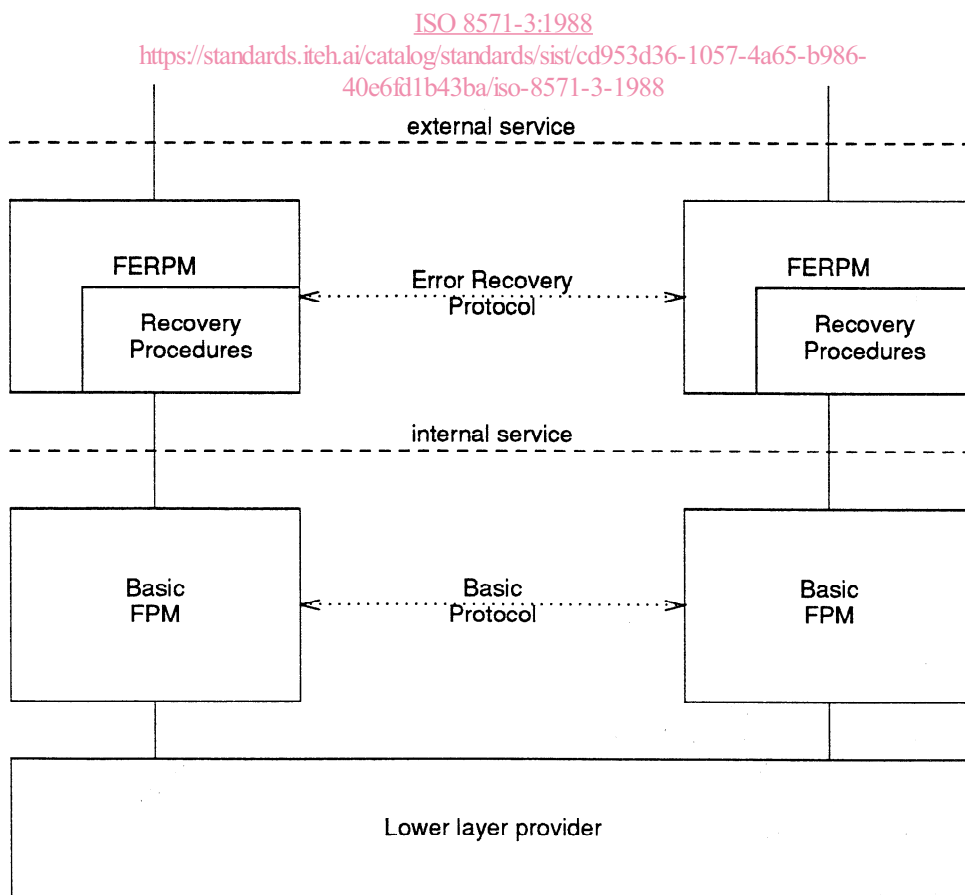 ISO 8571-3:1988
https://standards.iteh.ai/catalog/standards/sist/cd953d36-1057-4a65-b986-
40e6fd1b43ba/iso-8571-3-1988
external service
FERPM
Recovery
Procedures
Error Recovery
Protocol
FERPM
Recovery
Procedures
internal service
Basic
FPM
Basic
Protocol
Basic
FPM
Lower layer provider